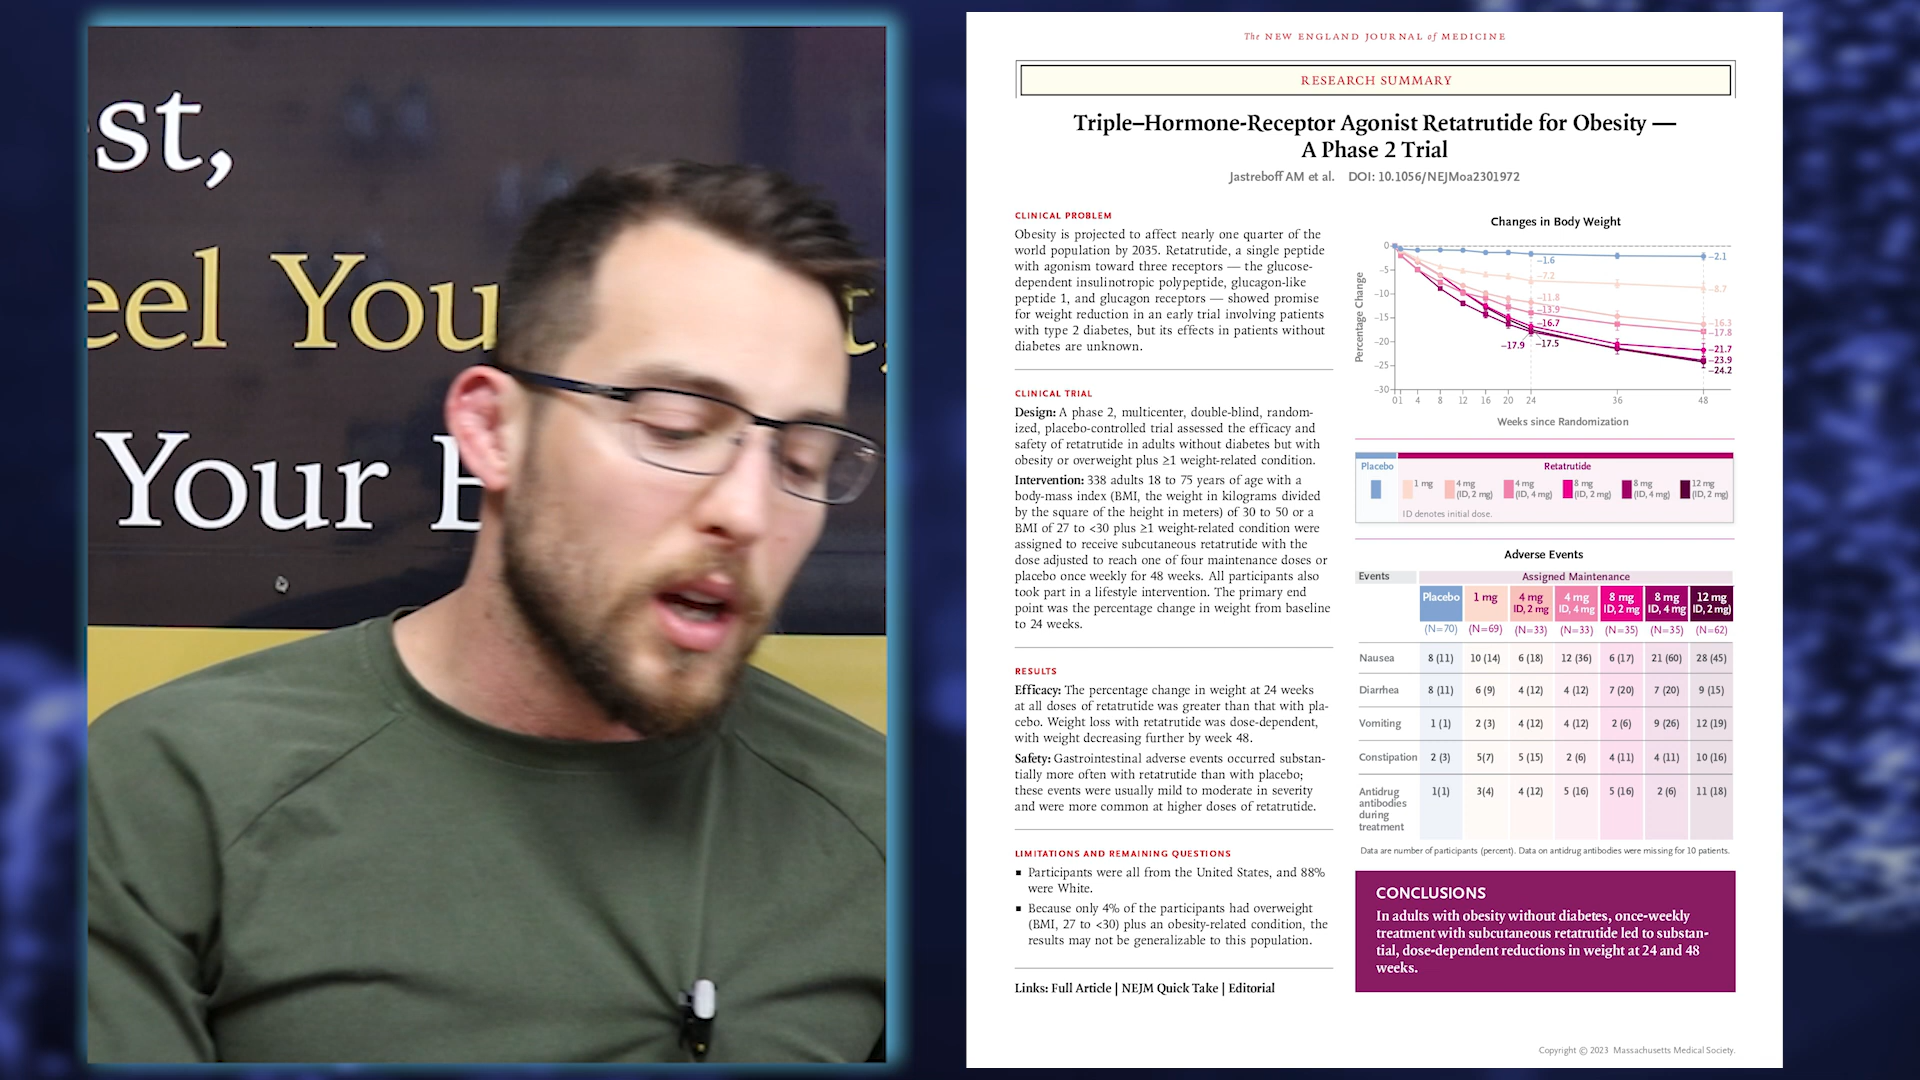 st,
eel You
Your
The NEW ENGLAND JOURNAL of MEDICINE
RESEARCH SUMMARY
Triple–Hormone-Receptor Agonist Retatrutide for Obesity —
A Phase 2 Trial
Jastreboff AM et al. DOI: 10.1056/NEJMoa2301972
CLINICAL PROBLEM
Obesity is projected to affect nearly one quarter of the
world population by 2035. Retatrutide, a single peptide
with agonism toward three receptors — the glucose-
dependent insulinotropic polypeptide, glucagon-like
peptide 1, and glucagon receptors — showed promise
for weight reduction in an early trial involving patients
with type 2 diabetes, but its effects in patients without
diabetes are unknown.
CLINICAL TRIAL
Design: A phase 2, multicenter, double-blind, random-
ized, placebo-controlled trial assessed the efficacy and
safety of retatrutide in adults without diabetes but with
obesity or overweight plus ≥1 weight-related condition.
Intervention: 338 adults 18 to 75 years of age with a
body-mass index (BMI, the weight in kilograms divided
by the square of the height in meters) of 30 to 50 or a
BMI of 27 to <30 plus ≥1 weight-related condition were
assigned to receive subcutaneous retatrutide with the
dose adjusted to reach one of four maintenance doses or
placebo once weekly for 48 weeks. All participants also
took part in a lifestyle intervention. The primary end
point was the percentage change in weight from baseline
to 24 weeks.
RESULTS
Efficacy: The percentage change in weight at 24 weeks
at all doses of retatrutide was greater than that with pla-
cebo. Weight loss with retatrutide was dose-dependent,
with weight decreasing further by week 48.
Safety: Gastrointestinal adverse events occurred substan-
tially more often with retatrutide than with placebo;
these events were usually mild to moderate in severity
and were more common at higher doses of retatrutide.
LIMITATIONS AND REMAINING QUESTIONS
▪ Participants were all from the United States, and 88%
were White.
▪ Because only 4% of the participants had overweight
(BMI, 27 to <30) plus an obesity-related condition, the
results may not be generalizable to this population.
Links: Full Article | NEJM Quick Take | Editorial
Changes in Body Weight
Percentage Change
0
–5
–10
–15
–20
–25
–30
–1.6
–7.2
–11.8
–13.9
–16.7
–17.9
–17.5
–2.1
–8.7
–16.3
–17.8
–21.7
–23.9
–24.2
0 1 4 8 12 16 20 24 36 48
Weeks since Randomization
Placebo Retatrutide
1 mg 4 mg (ID, 2 mg) 4 mg (ID, 4 mg) 8 mg (ID, 2 mg) 8 mg (ID, 4 mg) 12 mg (ID, 2 mg)
ID denotes initial dose.
Adverse Events
Events Assigned Maintenance
Placebo 1 mg 4 mg ID, 2 mg 4 mg ID, 4 mg 8 mg ID, 2 mg 8 mg ID, 4 mg 12 mg ID, 2 mg)
(N=70) (N=69) (N=33) (N=33) (N=35) (N=35) (N=62)
Nausea 8 (11) 10 (14) 6 (18) 12 (36) 6 (17) 21 (60) 28 (45)
Diarrhea 8 (11) 6 (9) 4 (12) 4 (12) 7 (20) 7 (20) 9 (15)
Vomiting 1 (1) 2 (3) 4 (12) 4 (12) 2 (6) 9 (26) 12 (19)
Constipation 2 (3) 5(7) 5 (15) 2 (6) 4 (11) 4 (11) 10 (16)
Antidrug antibodies during treatment 1(1) 3(4) 4 (12) 5 (16) 5 (16) 2 (6) 11 (18)
Data are number of participants (percent). Data on antidrug antibodies were missing for 10 patients.
CONCLUSIONS
In adults with obesity without diabetes, once-weekly
treatment with subcutaneous retatrutide led to substan-
tial, dose-dependent reductions in weight at 24 and 48
weeks.
Copyright © 2023 Massachusetts Medical Society.